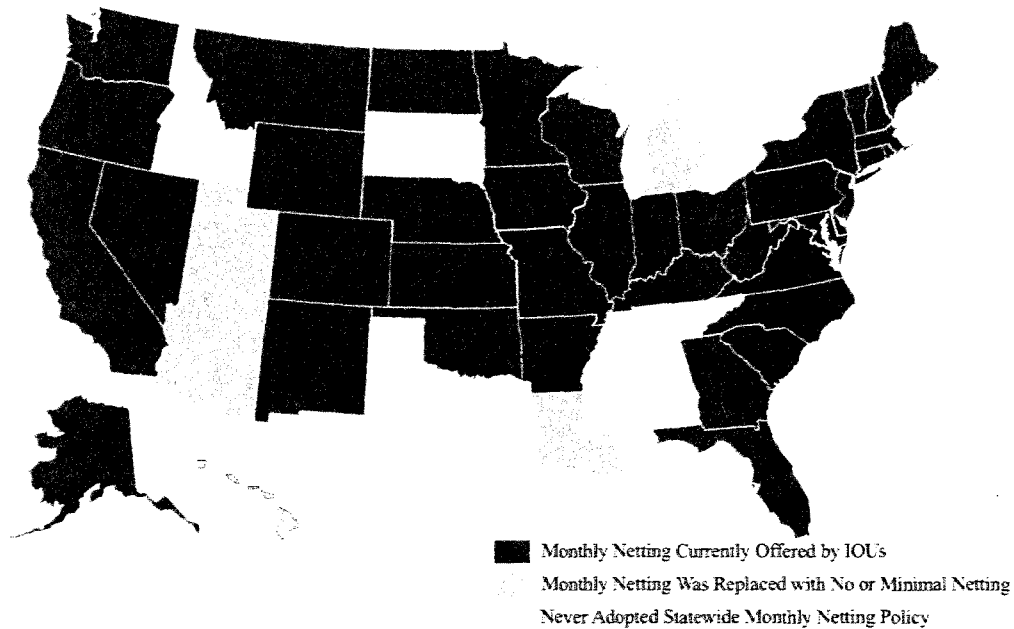 Monthly Netting Currently Offered by IOUs
Monthly Netting Was Replaced with No or Minimal Netting
Never Adopted Statewide Monthly Netting Policy